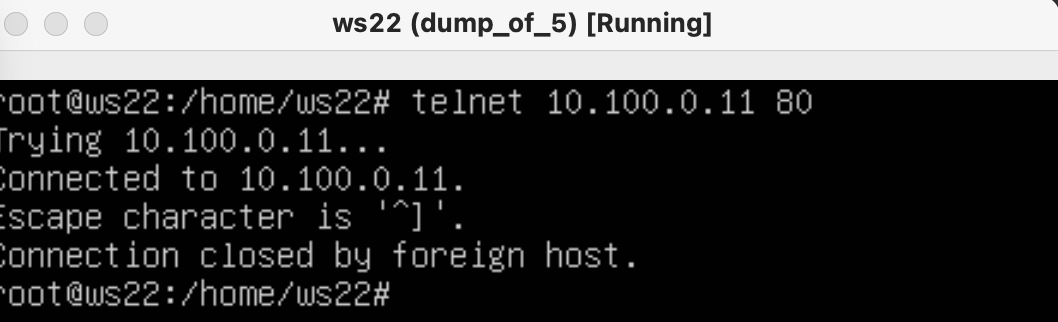 ws22 (dump_of_5) [Running]
root@ws22:/home/ws22# telnet 10.100.0.11 80
Trying 10.100.0.11...
Connected to 10.100.0.11.
Escape character is '^]'.
Connection closed by foreign host.
root@ws22:/home/ws22#